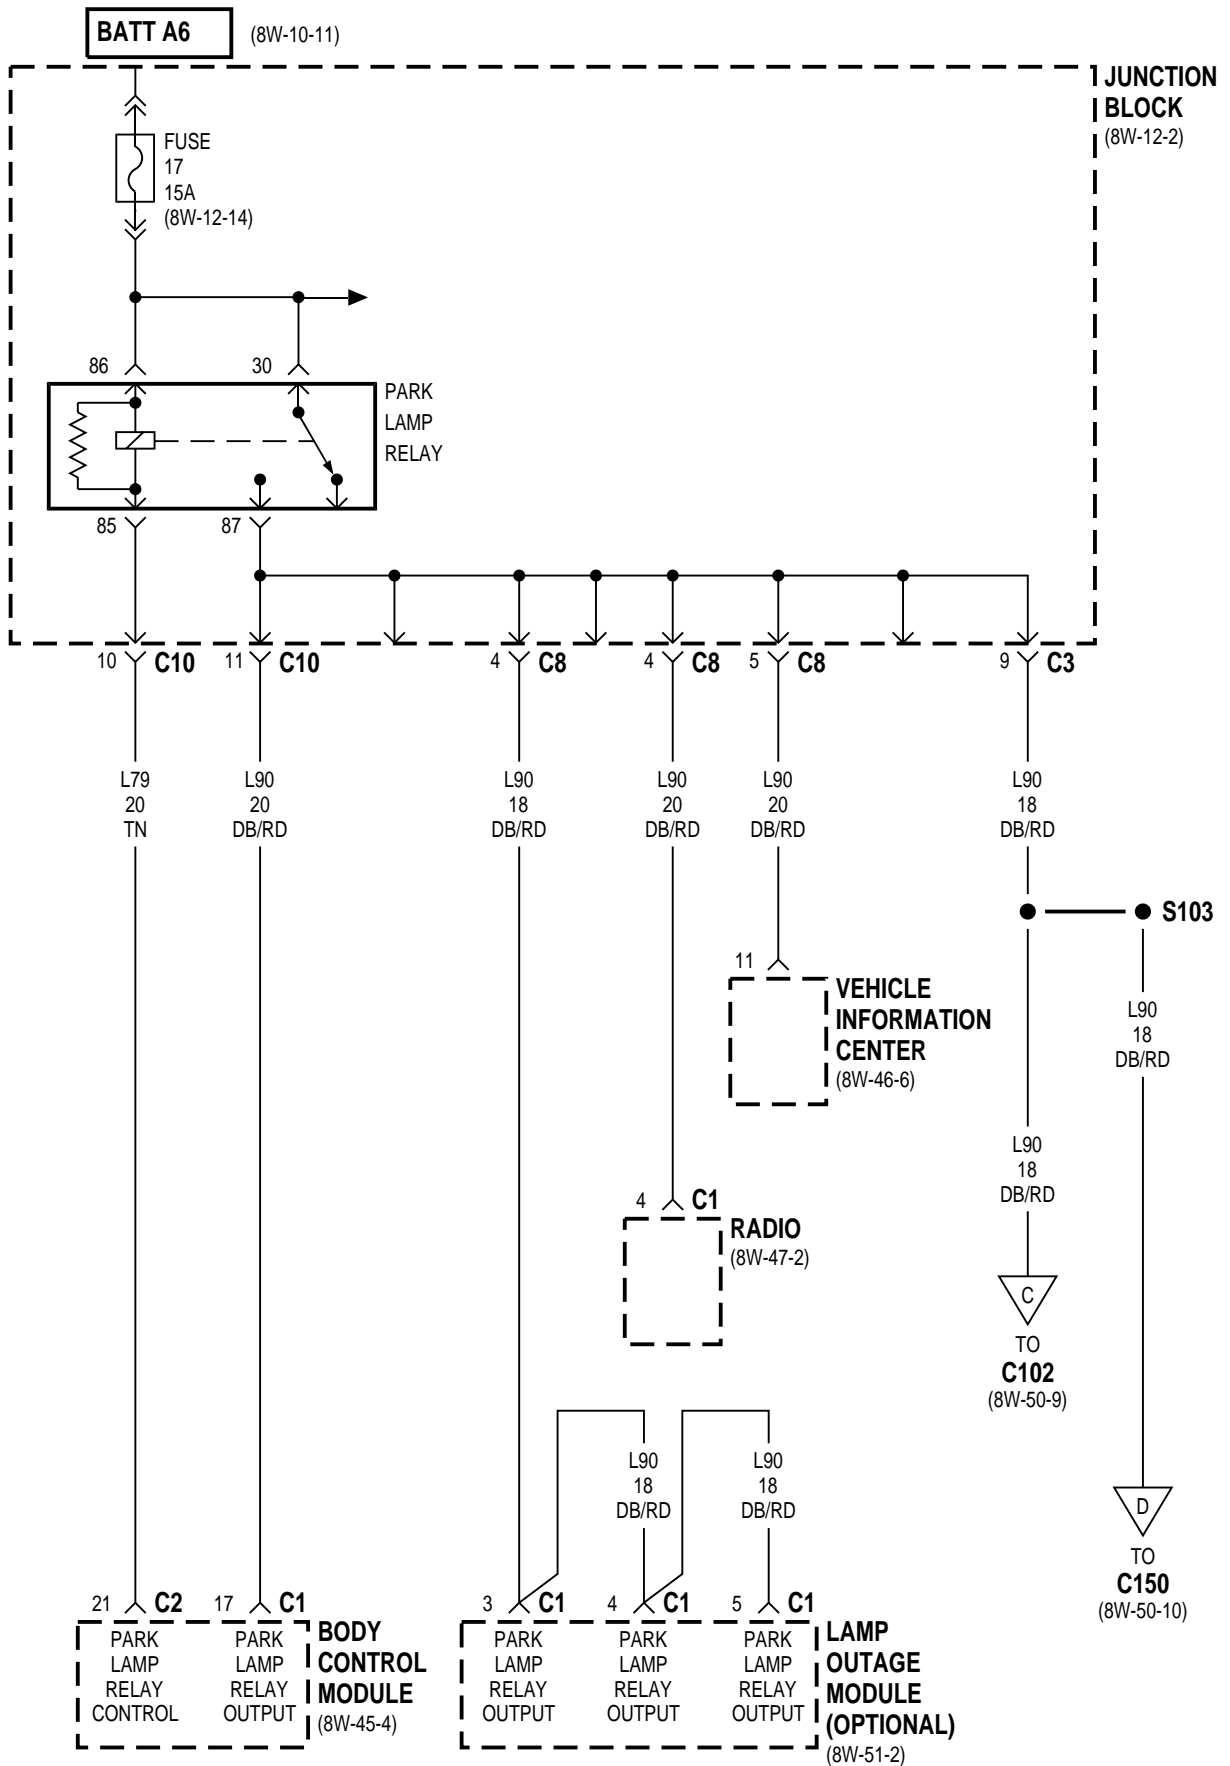 BATT A6 (8W-10-11)
JUNCTION
BLOCK
(8W-12-2)
FUSE
17
15A
(8W-12-14)
86 30
PARK
LAMP
RELAY
85 87
10 C10 11 C10 4 C8 4 C8 5 C8 9 C3
L79 L90 L90 L90 L90 L90
20 20 18 20 20 18
TN DB/RD DB/RD DB/RD DB/RD DB/RD
S103
11
VEHICLE
INFORMATION
CENTER
(8W-46-6)
L90
18
DB/RD
L90
18
DB/RD
4 C1
RADIO
(8W-47-2)
C
TO
C102
(8W-50-9)
L90 L90
18 18
DB/RD DB/RD
D
TO
C150
(8W-50-10)
21 C2 17 C1 3 C1 4 C1 5 C1
PARK PARK PARK PARK PARK
LAMP LAMP LAMP LAMP LAMP
RELAY RELAY RELAY RELAY RELAY
CONTROL OUTPUT OUTPUT OUTPUT OUTPUT
BODY
CONTROL
MODULE
(8W-45-4)
LAMP
OUTAGE
MODULE
(OPTIONAL)
(8W-51-2)